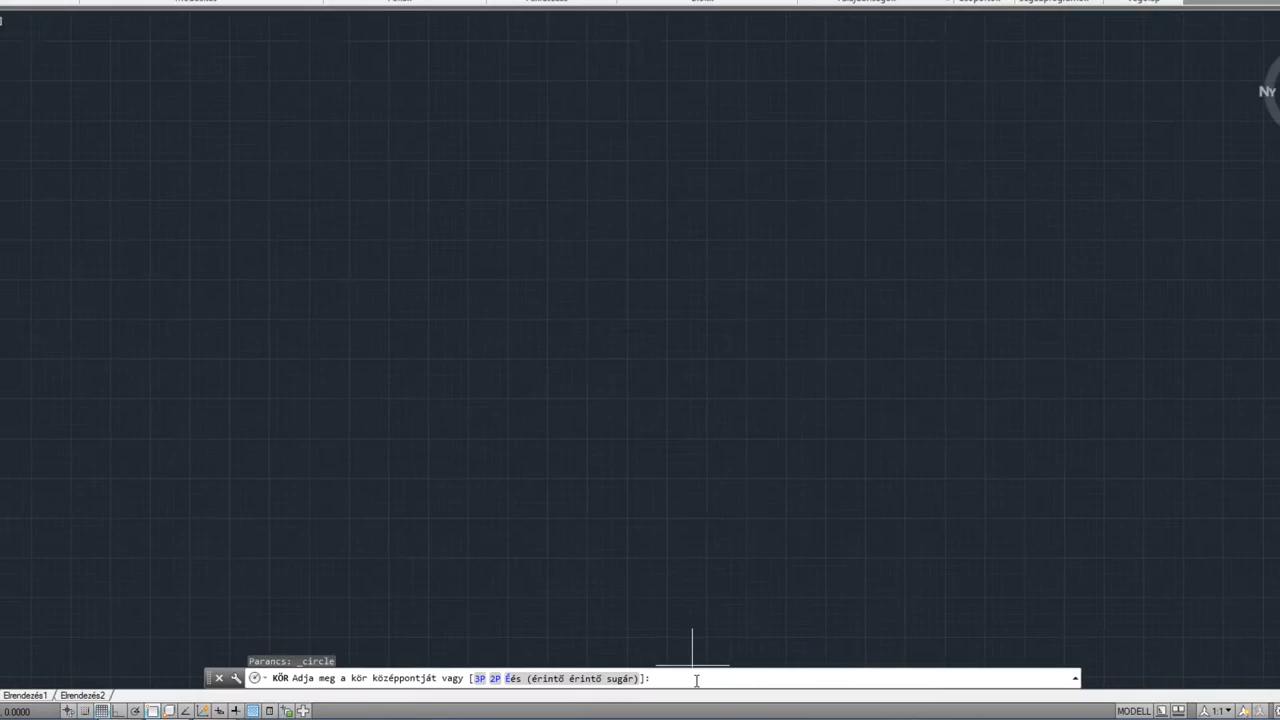 Ny
Parancs: _circle
KÖR Adja meg a kör középpontját vagy [3P 2P Éés (érintő érintő sugár)]:
Elrendezés1 Elrendezés2
0.0000 MODELL 1:1